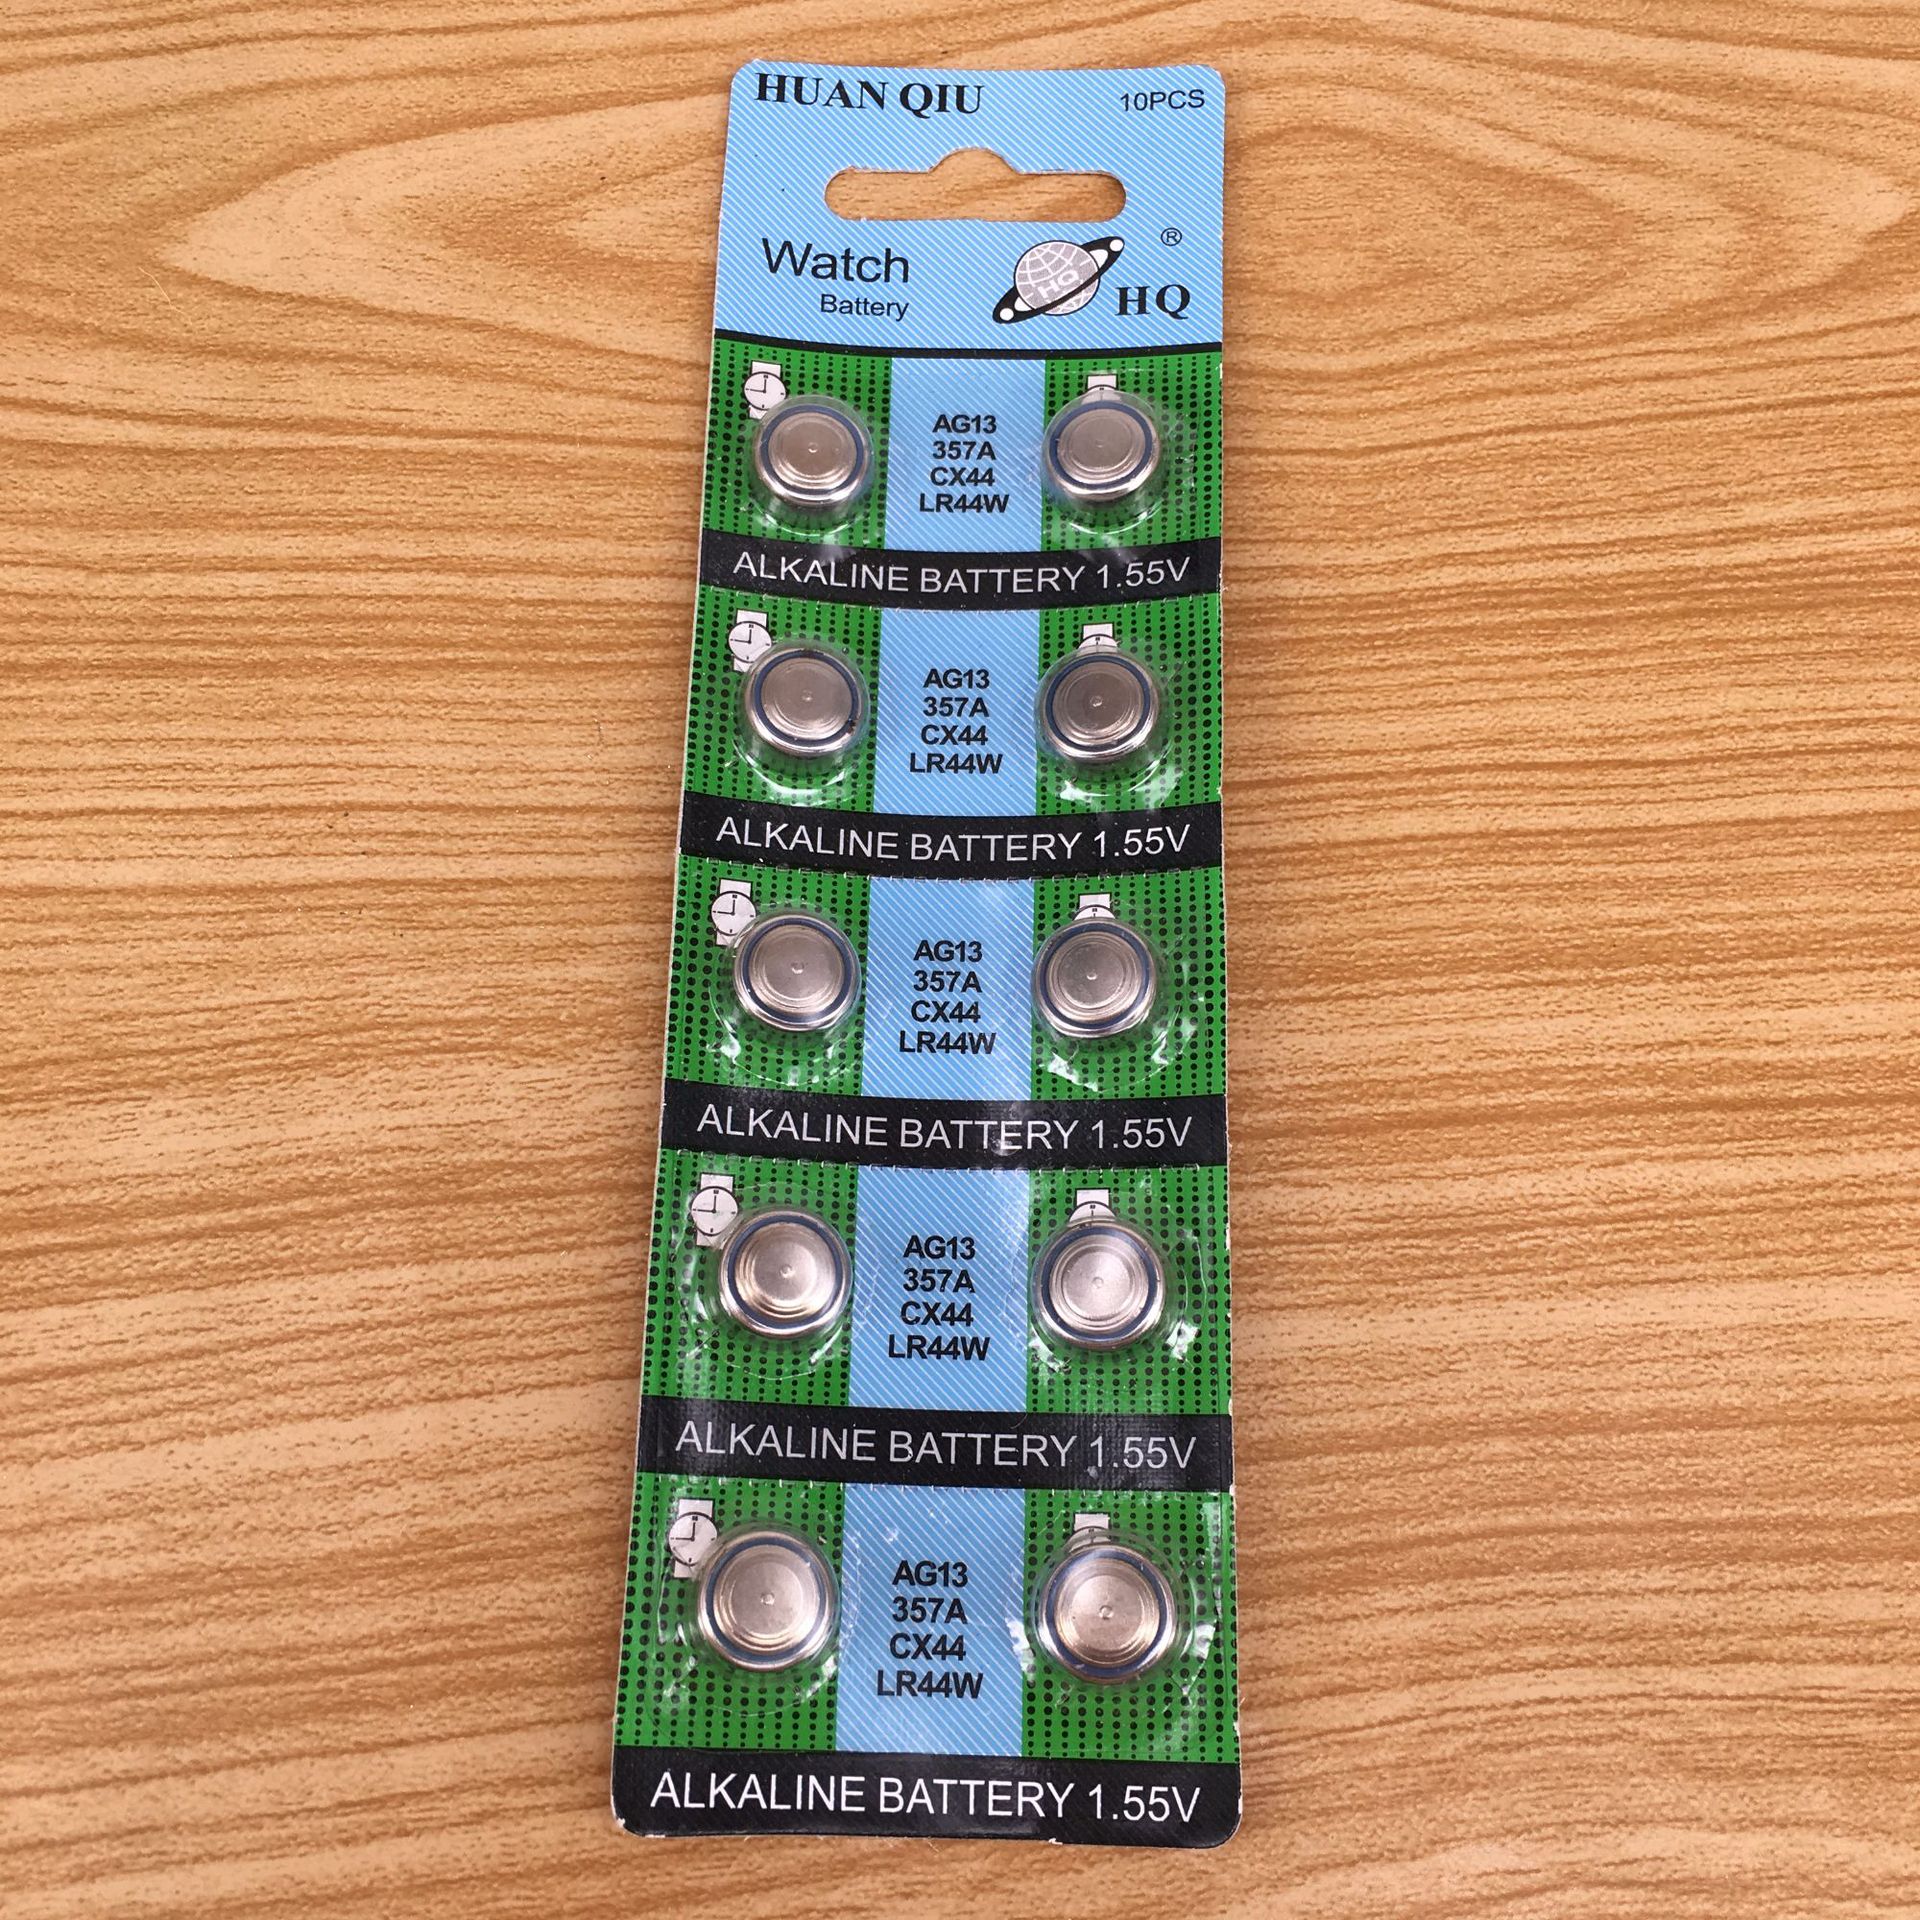 HUAN QIU
10PCS
Watch
Battery
®
HQ
HQ
AG13
357A
CX44
LR44W
ALKALINE BATTERY 1.55V
AG13
357A
CX44
LR44W
ALKALINE BATTERY 1.55V
AG13
357A
CX44
LR44W
ALKALINE BATTERY 1.55V
AG13
357A
CX44
LR44W
ALKALINE BATTERY 1.55V
AG13
357A
CX44
LR44W
ALKALINE BATTERY 1.55V